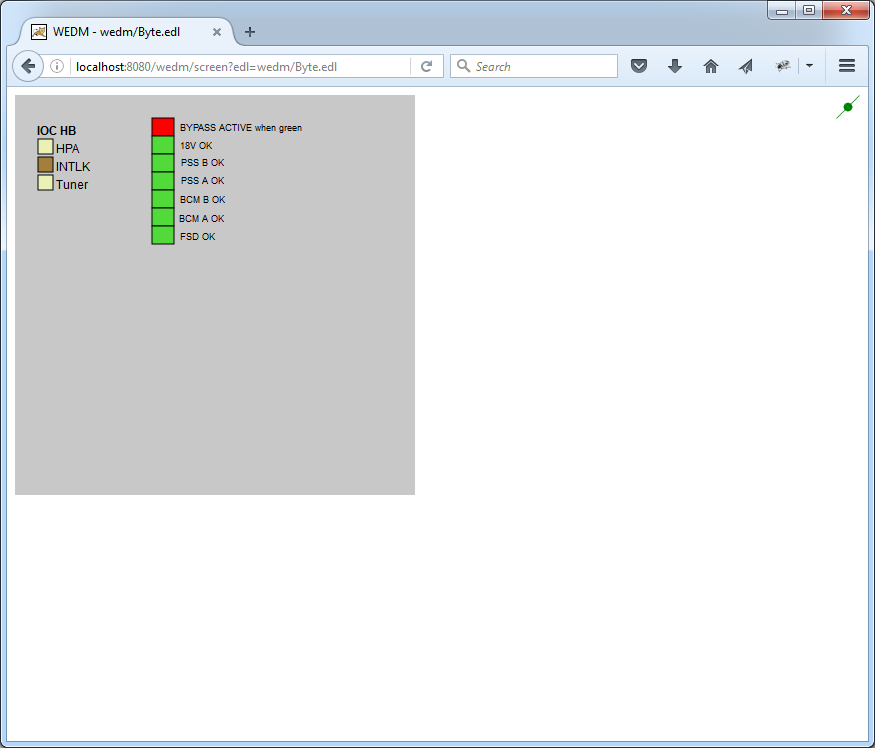 WEDM - wedm/Byte.edl
localhost:8080/wedm/screen?edl=wedm/Byte.edl
Search
IOC HB
HPA
INTLK
Tuner
BYPASS ACTIVE when green
18V OK
PSS B OK
PSS A OK
BCM B OK
BCM A OK
FSD OK